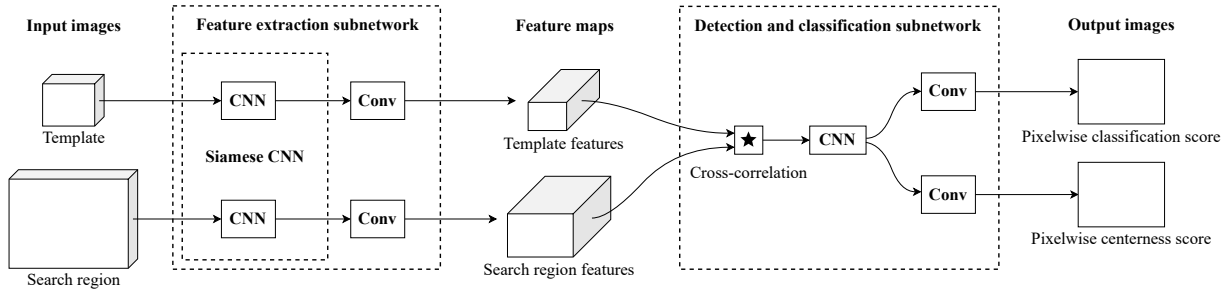 Input images
Feature extraction subnetwork
Feature maps
Detection and classification subnetwork
Output images
CNN
Conv
Template
Template features
Siamese CNN
CNN
Conv
Search region
Search region features
★
Cross-correlation
CNN
Conv
Pixelwise classification score
Conv
Pixelwise centerness score